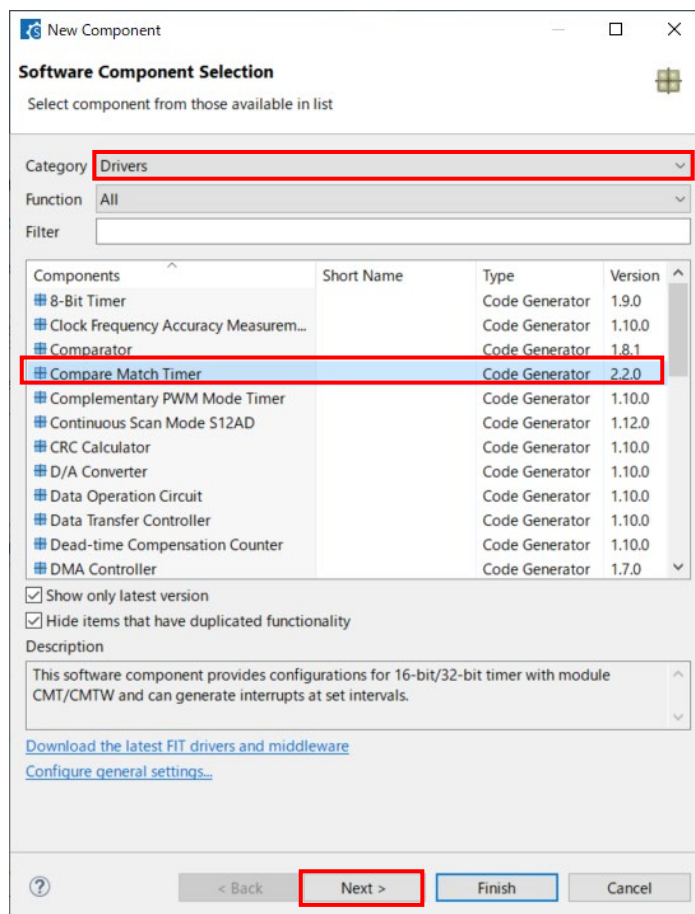 New Component
Software Component Selection
Select component from those available in list
Category Drivers
Function All
Filter
Components Short Name Type Version
8-Bit Timer Code Generator 1.9.0
Clock Frequency Accuracy Measurem... Code Generator 1.10.0
Comparator Code Generator 1.8.1
Compare Match Timer Code Generator 2.2.0
Complementary PWM Mode Timer Code Generator 1.10.0
Continuous Scan Mode S12AD Code Generator 1.12.0
CRC Calculator Code Generator 1.10.0
D/A Converter Code Generator 1.10.0
Data Operation Circuit Code Generator 1.10.0
Data Transfer Controller Code Generator 1.10.0
Dead-time Compensation Counter Code Generator 1.10.0
DMA Controller Code Generator 1.7.0
Show only latest version
Hide items that have duplicated functionality
Description
This software component provides configurations for 16-bit/32-bit timer with module
CMT/CMTW and can generate interrupts at set intervals.
Download the latest FIT drivers and middleware
Configure general settings...
? < Back Next > Finish Cancel